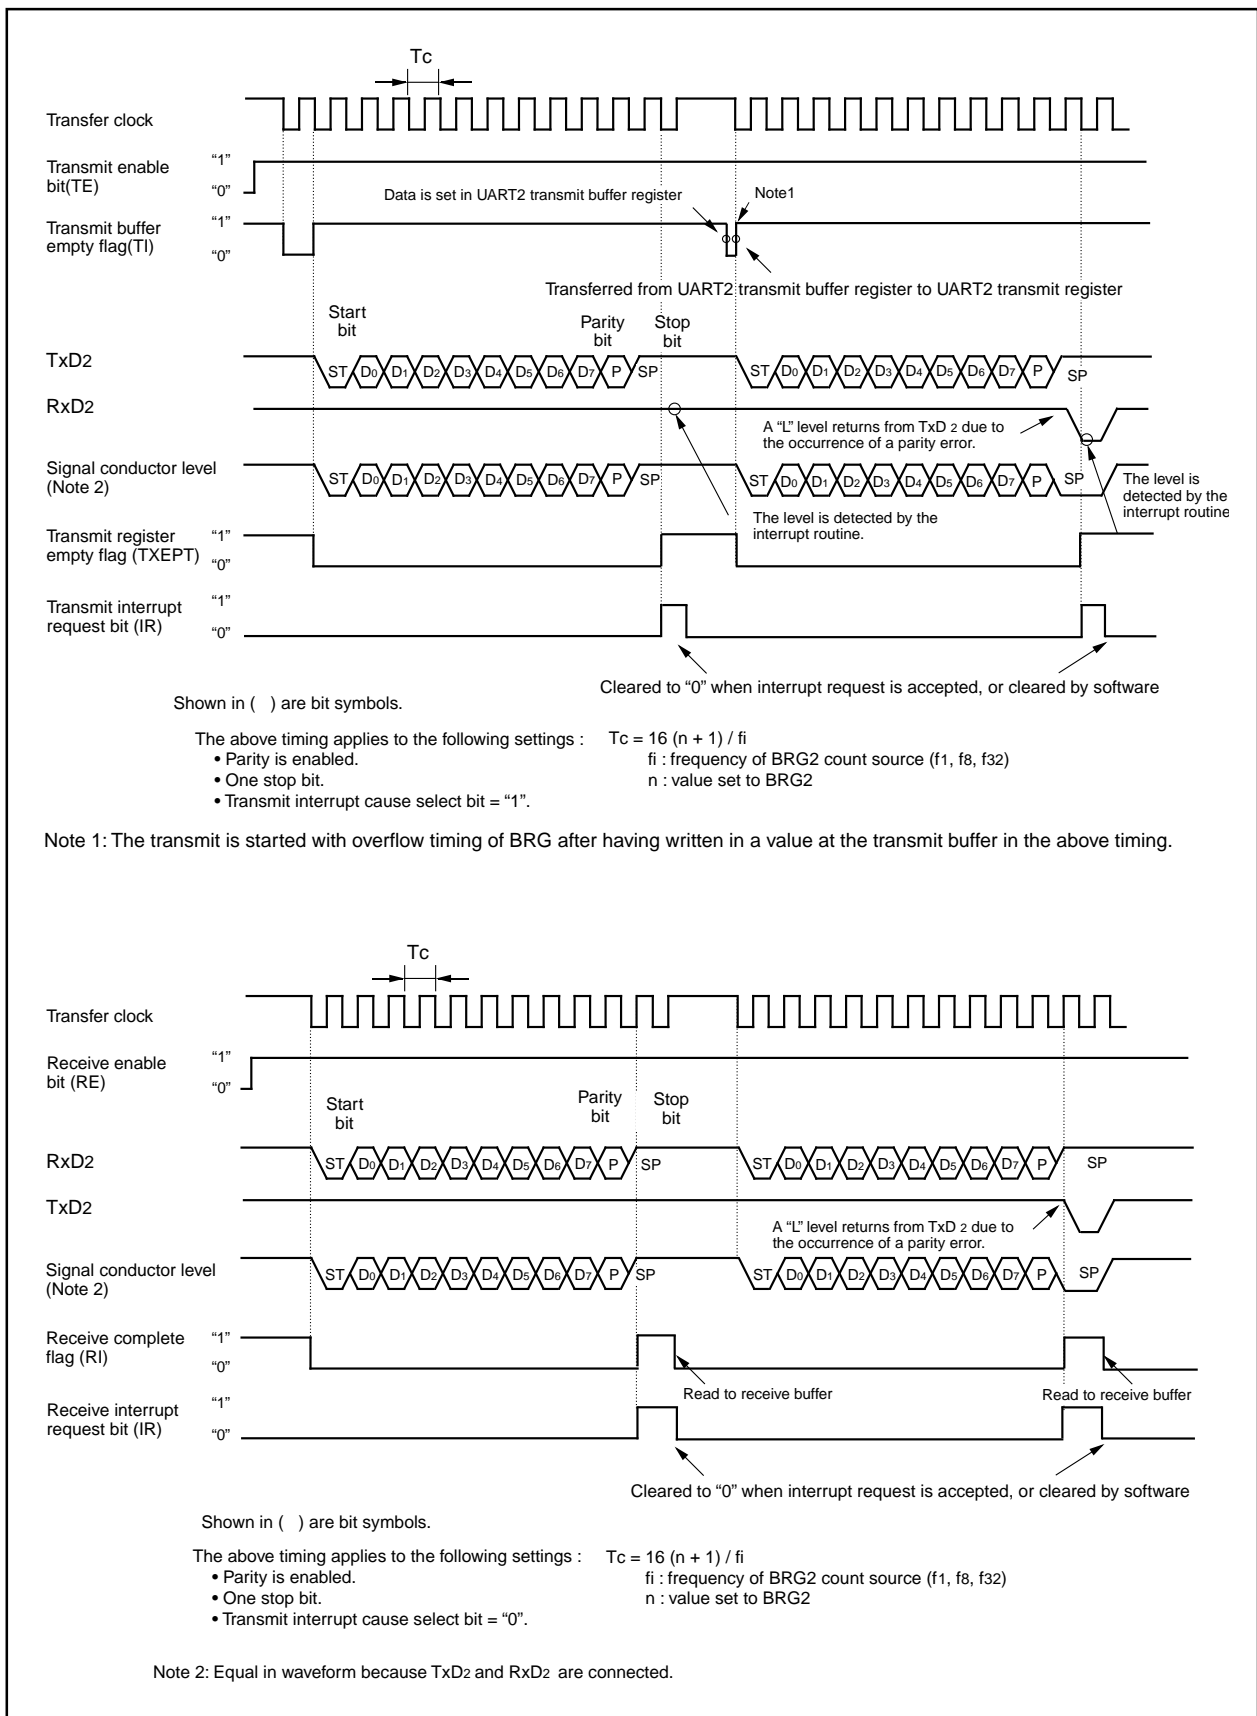 Tc
Transfer clock
Transmit enable
bit(TE)
“1”
“0”
Data is set in UART2 transmit buffer register
Note1
Transmit buffer
empty flag(TI)
“1”
“0”
Transferred from UART2 transmit buffer register to UART2 transmit register
Start
bit
Parity
bit
Stop
bit
TxD2
ST D0 D1 D2 D3 D4 D5 D6 D7 P SP
ST D0 D1 D2 D3 D4 D5 D6 D7 P SP
RxD2
A “L” level returns from TxD 2 due to
the occurrence of a parity error.
Signal conductor level
(Note 2)
ST D0 D1 D2 D3 D4 D5 D6 D7 P SP
ST D0 D1 D2 D3 D4 D5 D6 D7 P SP
The level is
detected by the
interrupt routine
The level is detected by the
interrupt routine.
Transmit register
empty flag (TXEPT)
“1”
“0”
Transmit interrupt
request bit (IR)
“1”
“0”
Cleared to “0” when interrupt request is accepted, or cleared by software
Shown in ( ) are bit symbols.
The above timing applies to the following settings :
• Parity is enabled.
• One stop bit.
• Transmit interrupt cause select bit = “1”.
Tc = 16 (n + 1) / fi
fi : frequency of BRG2 count source (f1, f8, f32)
n : value set to BRG2
Note 1: The transmit is started with overflow timing of BRG after having written in a value at the transmit buffer in the above timing.
Tc
Transfer clock
Receive enable
bit (RE)
“1”
“0”
Start
bit
Parity
bit
Stop
bit
RxD2
ST D0 D1 D2 D3 D4 D5 D6 D7 P SP
ST D0 D1 D2 D3 D4 D5 D6 D7 P SP
TxD2
A “L” level returns from TxD 2 due to
the occurrence of a parity error.
Signal conductor level
(Note 2)
ST D0 D1 D2 D3 D4 D5 D6 D7 P SP
ST D0 D1 D2 D3 D4 D5 D6 D7 P SP
Receive complete
flag (RI)
“1”
“0”
Read to receive buffer
Read to receive buffer
Receive interrupt
request bit (IR)
“1”
“0”
Cleared to “0” when interrupt request is accepted, or cleared by software
Shown in ( ) are bit symbols.
The above timing applies to the following settings :
• Parity is enabled.
• One stop bit.
• Transmit interrupt cause select bit = “0”.
Tc = 16 (n + 1) / fi
fi : frequency of BRG2 count source (f1, f8, f32)
n : value set to BRG2
Note 2: Equal in waveform because TxD2 and RxD2 are connected.